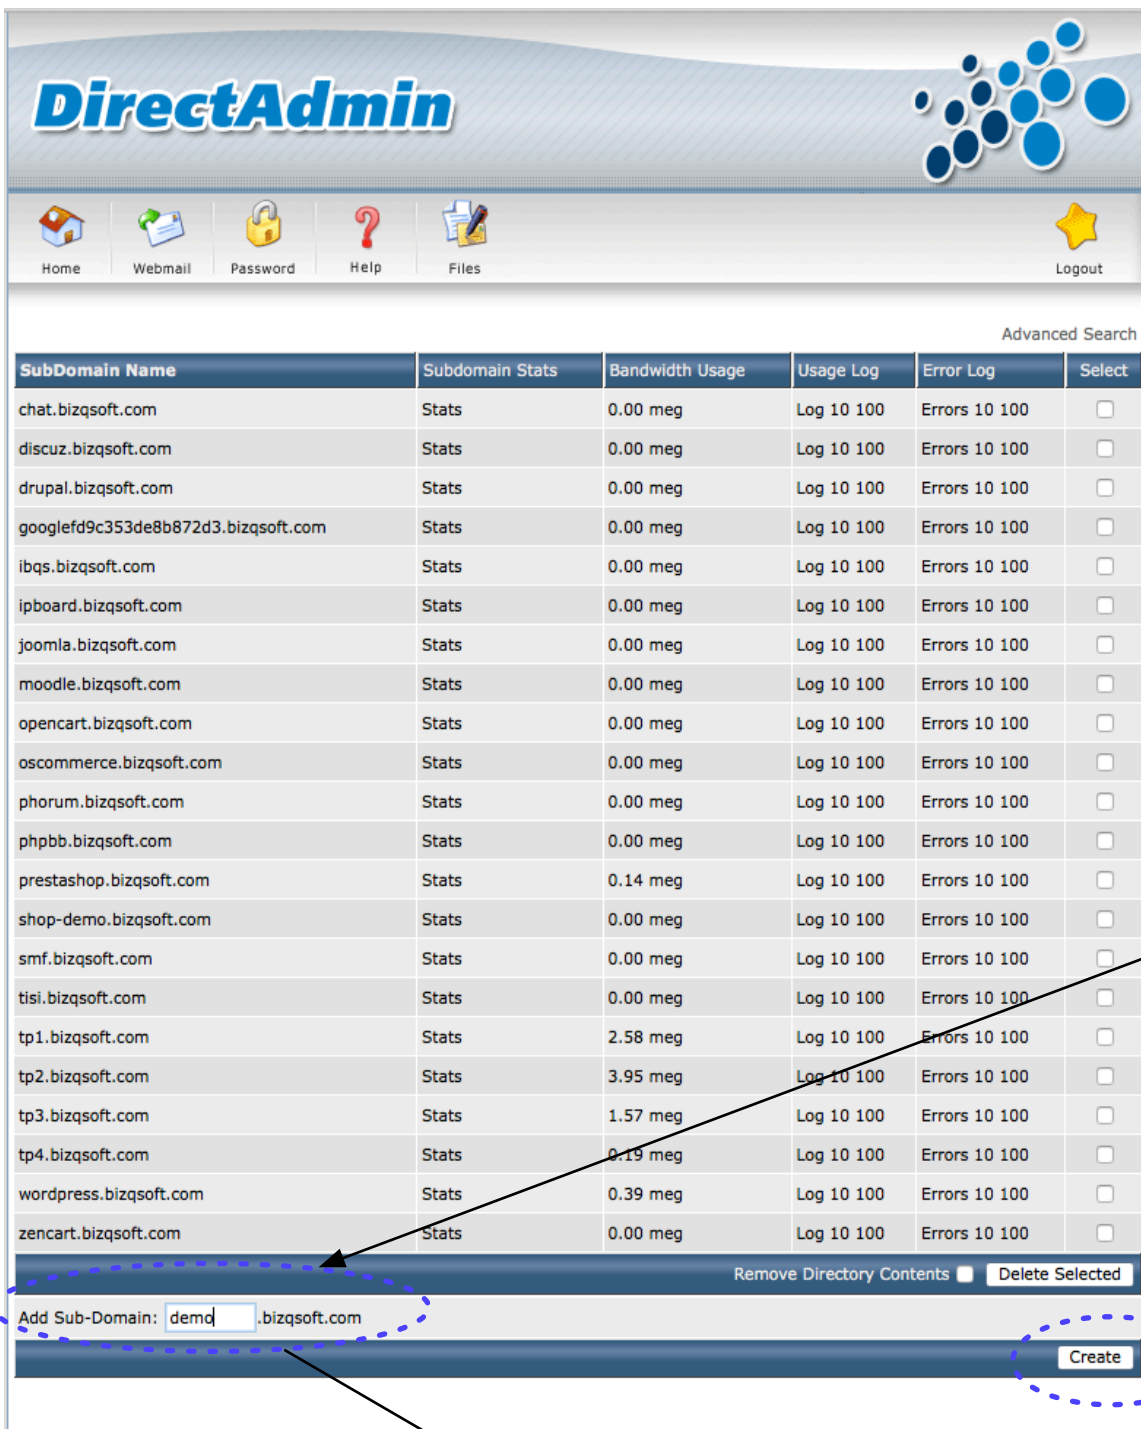 DirectAdmin
Home Webmail Password Help Files Logout
Advanced Search
SubDomain Name Subdomain Stats Bandwidth Usage Usage Log Error Log Select
chat.bizqsoft.com Stats 0.00 meg Log 10 100 Errors 10 100
discuz.bizqsoft.com Stats 0.00 meg Log 10 100 Errors 10 100
drupal.bizqsoft.com Stats 0.00 meg Log 10 100 Errors 10 100
googlefd9c353de8b872d3.bizqsoft.com Stats 0.00 meg Log 10 100 Errors 10 100
ibqs.bizqsoft.com Stats 0.00 meg Log 10 100 Errors 10 100
ipboard.bizqsoft.com Stats 0.00 meg Log 10 100 Errors 10 100
joomla.bizqsoft.com Stats 0.00 meg Log 10 100 Errors 10 100
moodle.bizqsoft.com Stats 0.00 meg Log 10 100 Errors 10 100
opencart.bizqsoft.com Stats 0.00 meg Log 10 100 Errors 10 100
oscommerce.bizqsoft.com Stats 0.00 meg Log 10 100 Errors 10 100
phorum.bizqsoft.com Stats 0.00 meg Log 10 100 Errors 10 100
phpbb.bizqsoft.com Stats 0.00 meg Log 10 100 Errors 10 100
prestashop.bizqsoft.com Stats 0.14 meg Log 10 100 Errors 10 100
shop-demo.bizqsoft.com Stats 0.00 meg Log 10 100 Errors 10 100
smf.bizqsoft.com Stats 0.00 meg Log 10 100 Errors 10 100
tisi.bizqsoft.com Stats 0.00 meg Log 10 100 Errors 10 100
tp1.bizqsoft.com Stats 2.58 meg Log 10 100 Errors 10 100
tp2.bizqsoft.com Stats 3.95 meg Log 10 100 Errors 10 100
tp3.bizqsoft.com Stats 1.57 meg Log 10 100 Errors 10 100
tp4.bizqsoft.com Stats 0.19 meg Log 10 100 Errors 10 100
wordpress.bizqsoft.com Stats 0.39 meg Log 10 100 Errors 10 100
zencart.bizqsoft.com Stats 0.00 meg Log 10 100 Errors 10 100
Remove Directory Contents Delete Selected
Add Sub-Domain: demo .bizqsoft.com
Create